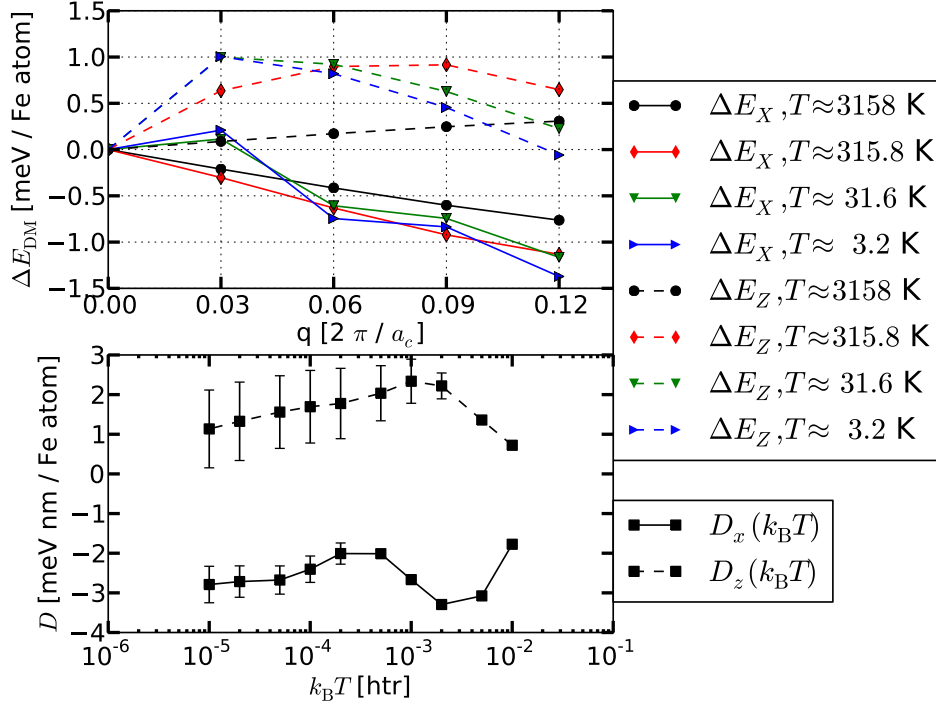 1.5
1.0
0.5
0.0
−0.5
−1.0
−1.5
ΔE_DM [meV / Fe atom]
0.00 0.03 0.06 0.09 0.12
q [2 π / a_c]
ΔE_X, T≈3158 K
ΔE_X, T≈315.8 K
ΔE_X, T≈31.6 K
ΔE_X, T≈ 3.2 K
ΔE_Z, T≈3158 K
ΔE_Z, T≈315.8 K
ΔE_Z, T≈31.6 K
ΔE_Z, T≈ 3.2 K
3
2
1
0
−1
−2
−3
−4
D [meV nm / Fe atom]
10^-6 10^-5 10^-4 10^-3 10^-2 10^-1
k_BT [htr]
D_x(k_BT)
D_z(k_BT)